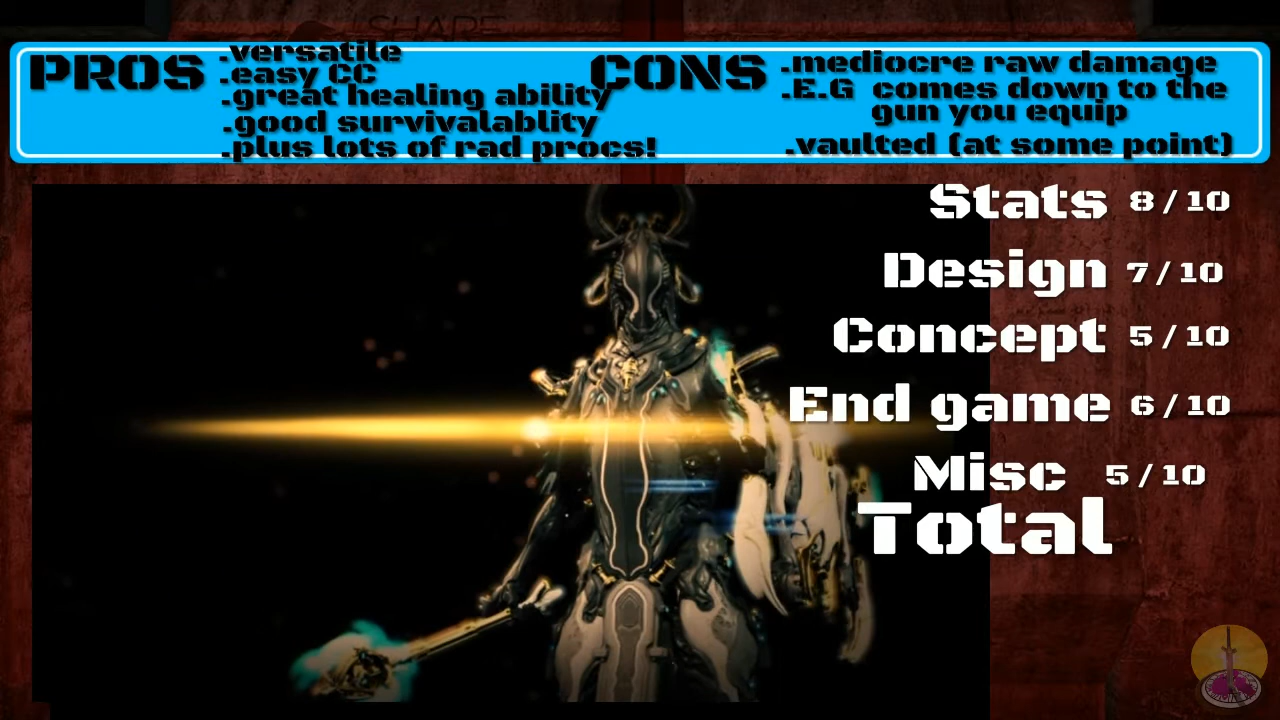 SHARE
PROS
.versatile
.easy CC
.great healing ability
.good survivalablity
.plus lots of rad procs!
CONS
.mediocre raw damage
.E.G comes down to the
gun you equip
.vaulted (at some point)
Stats 8/10
Design 7/10
Concept 5/10
End game 6/10
Misc 5/10
Total